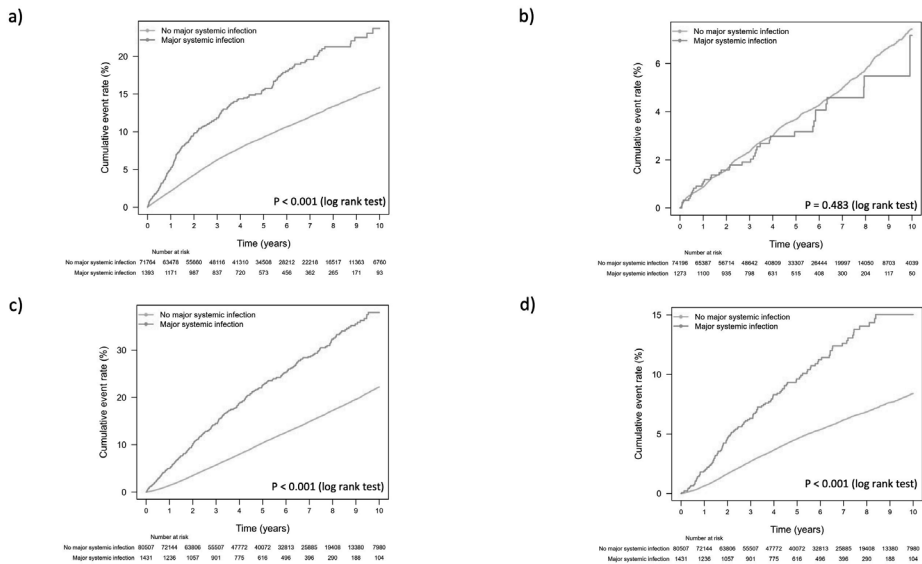 a)
No major systemic infection
Major systemic infection
Cumulative event rate (%)
20
15
10
5
0
P < 0.001 (log rank test)
0 1 2 3 4 5 6 7 8 9 10
Time (years)
Number at risk
No major systemic infection 71764 63478 55660 48116 41310 34508 28212 22218 16517 11363 6760
Major systemic infection 1393 1171 987 837 720 573 456 362 265 171 93
b)
No major systemic infection
Major systemic infection
Cumulative event rate (%)
6
4
2
0
P = 0.483 (log rank test)
0 1 2 3 4 5 6 7 8 9 10
Time (years)
Number at risk
No major systemic infection 74196 65387 56714 48642 40809 33307 26444 19997 14050 8703 4039
Major systemic infection 1273 1100 935 798 631 515 408 300 204 117 50
c)
No major systemic infection
Major systemic infection
Cumulative event rate (%)
30
20
10
0
P < 0.001 (log rank test)
0 1 2 3 4 5 6 7 8 9 10
Time (years)
Number at risk
No major systemic infection 80507 72144 63806 55507 47772 40072 32813 25885 19408 13380 7980
Major systemic infection 1431 1236 1057 901 775 616 496 396 290 188 104
d)
No major systemic infection
Major systemic infection
Cumulative event rate (%)
15
10
5
0
P < 0.001 (log rank test)
0 1 2 3 4 5 6 7 8 9 10
Time (years)
Number at risk
No major systemic infection 80507 72144 63806 55507 47772 40072 32813 25885 19408 13380 7980
Major systemic infection 1431 1236 1057 901 775 616 496 396 290 188 104